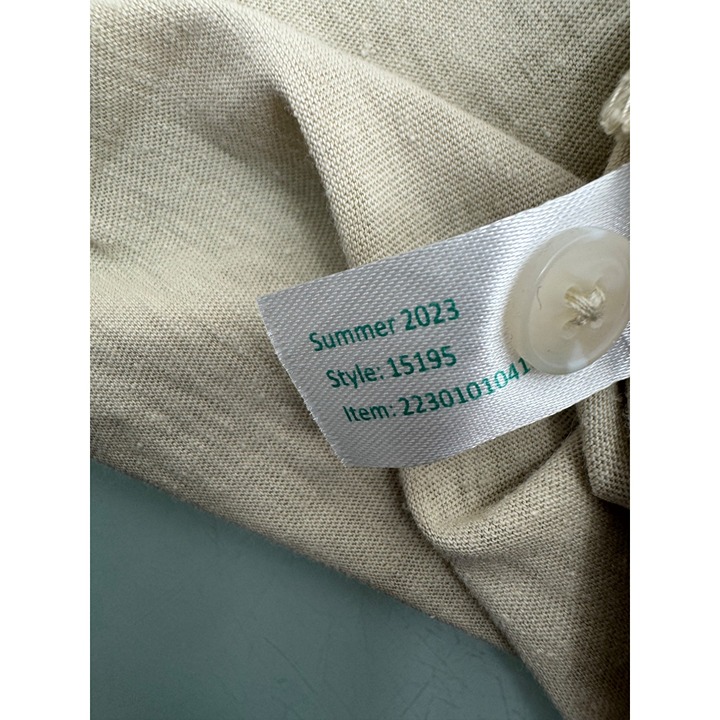 Summer 2023
Style: 15195
Item: 2230101041